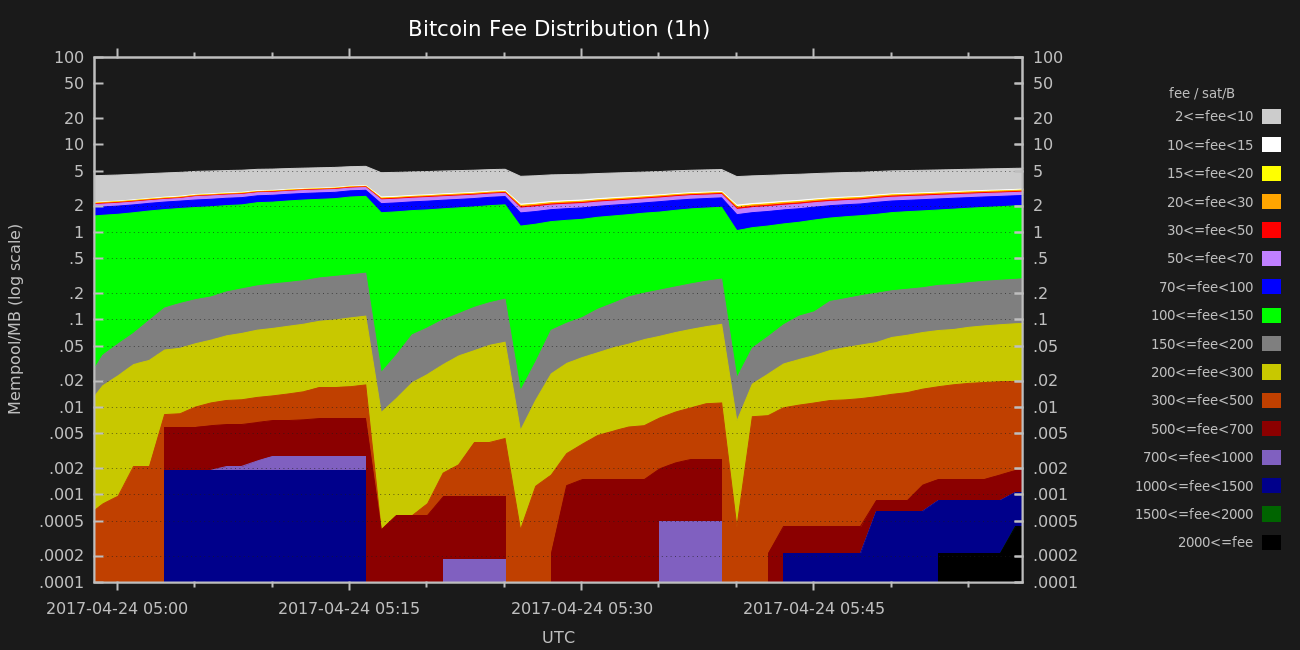 Bitcoin Fee Distribution (1h)
100
50
20
10
5
2
1
.5
.2
.1
.05
.02
.01
.005
.002
.001
.0005
.0002
.0001
Mempool/MB (log scale)
100
50
20
10
5
2
1
.5
.2
.1
.05
.02
.01
.005
.002
.001
.0005
.0002
.0001
2017-04-24 05:00
2017-04-24 05:15
2017-04-24 05:30
2017-04-24 05:45
UTC
fee / sat/B
2<=fee<10
10<=fee<15
15<=fee<20
20<=fee<30
30<=fee<50
50<=fee<70
70<=fee<100
100<=fee<150
150<=fee<200
200<=fee<300
300<=fee<500
500<=fee<700
700<=fee<1000
1000<=fee<1500
1500<=fee<2000
2000<=fee